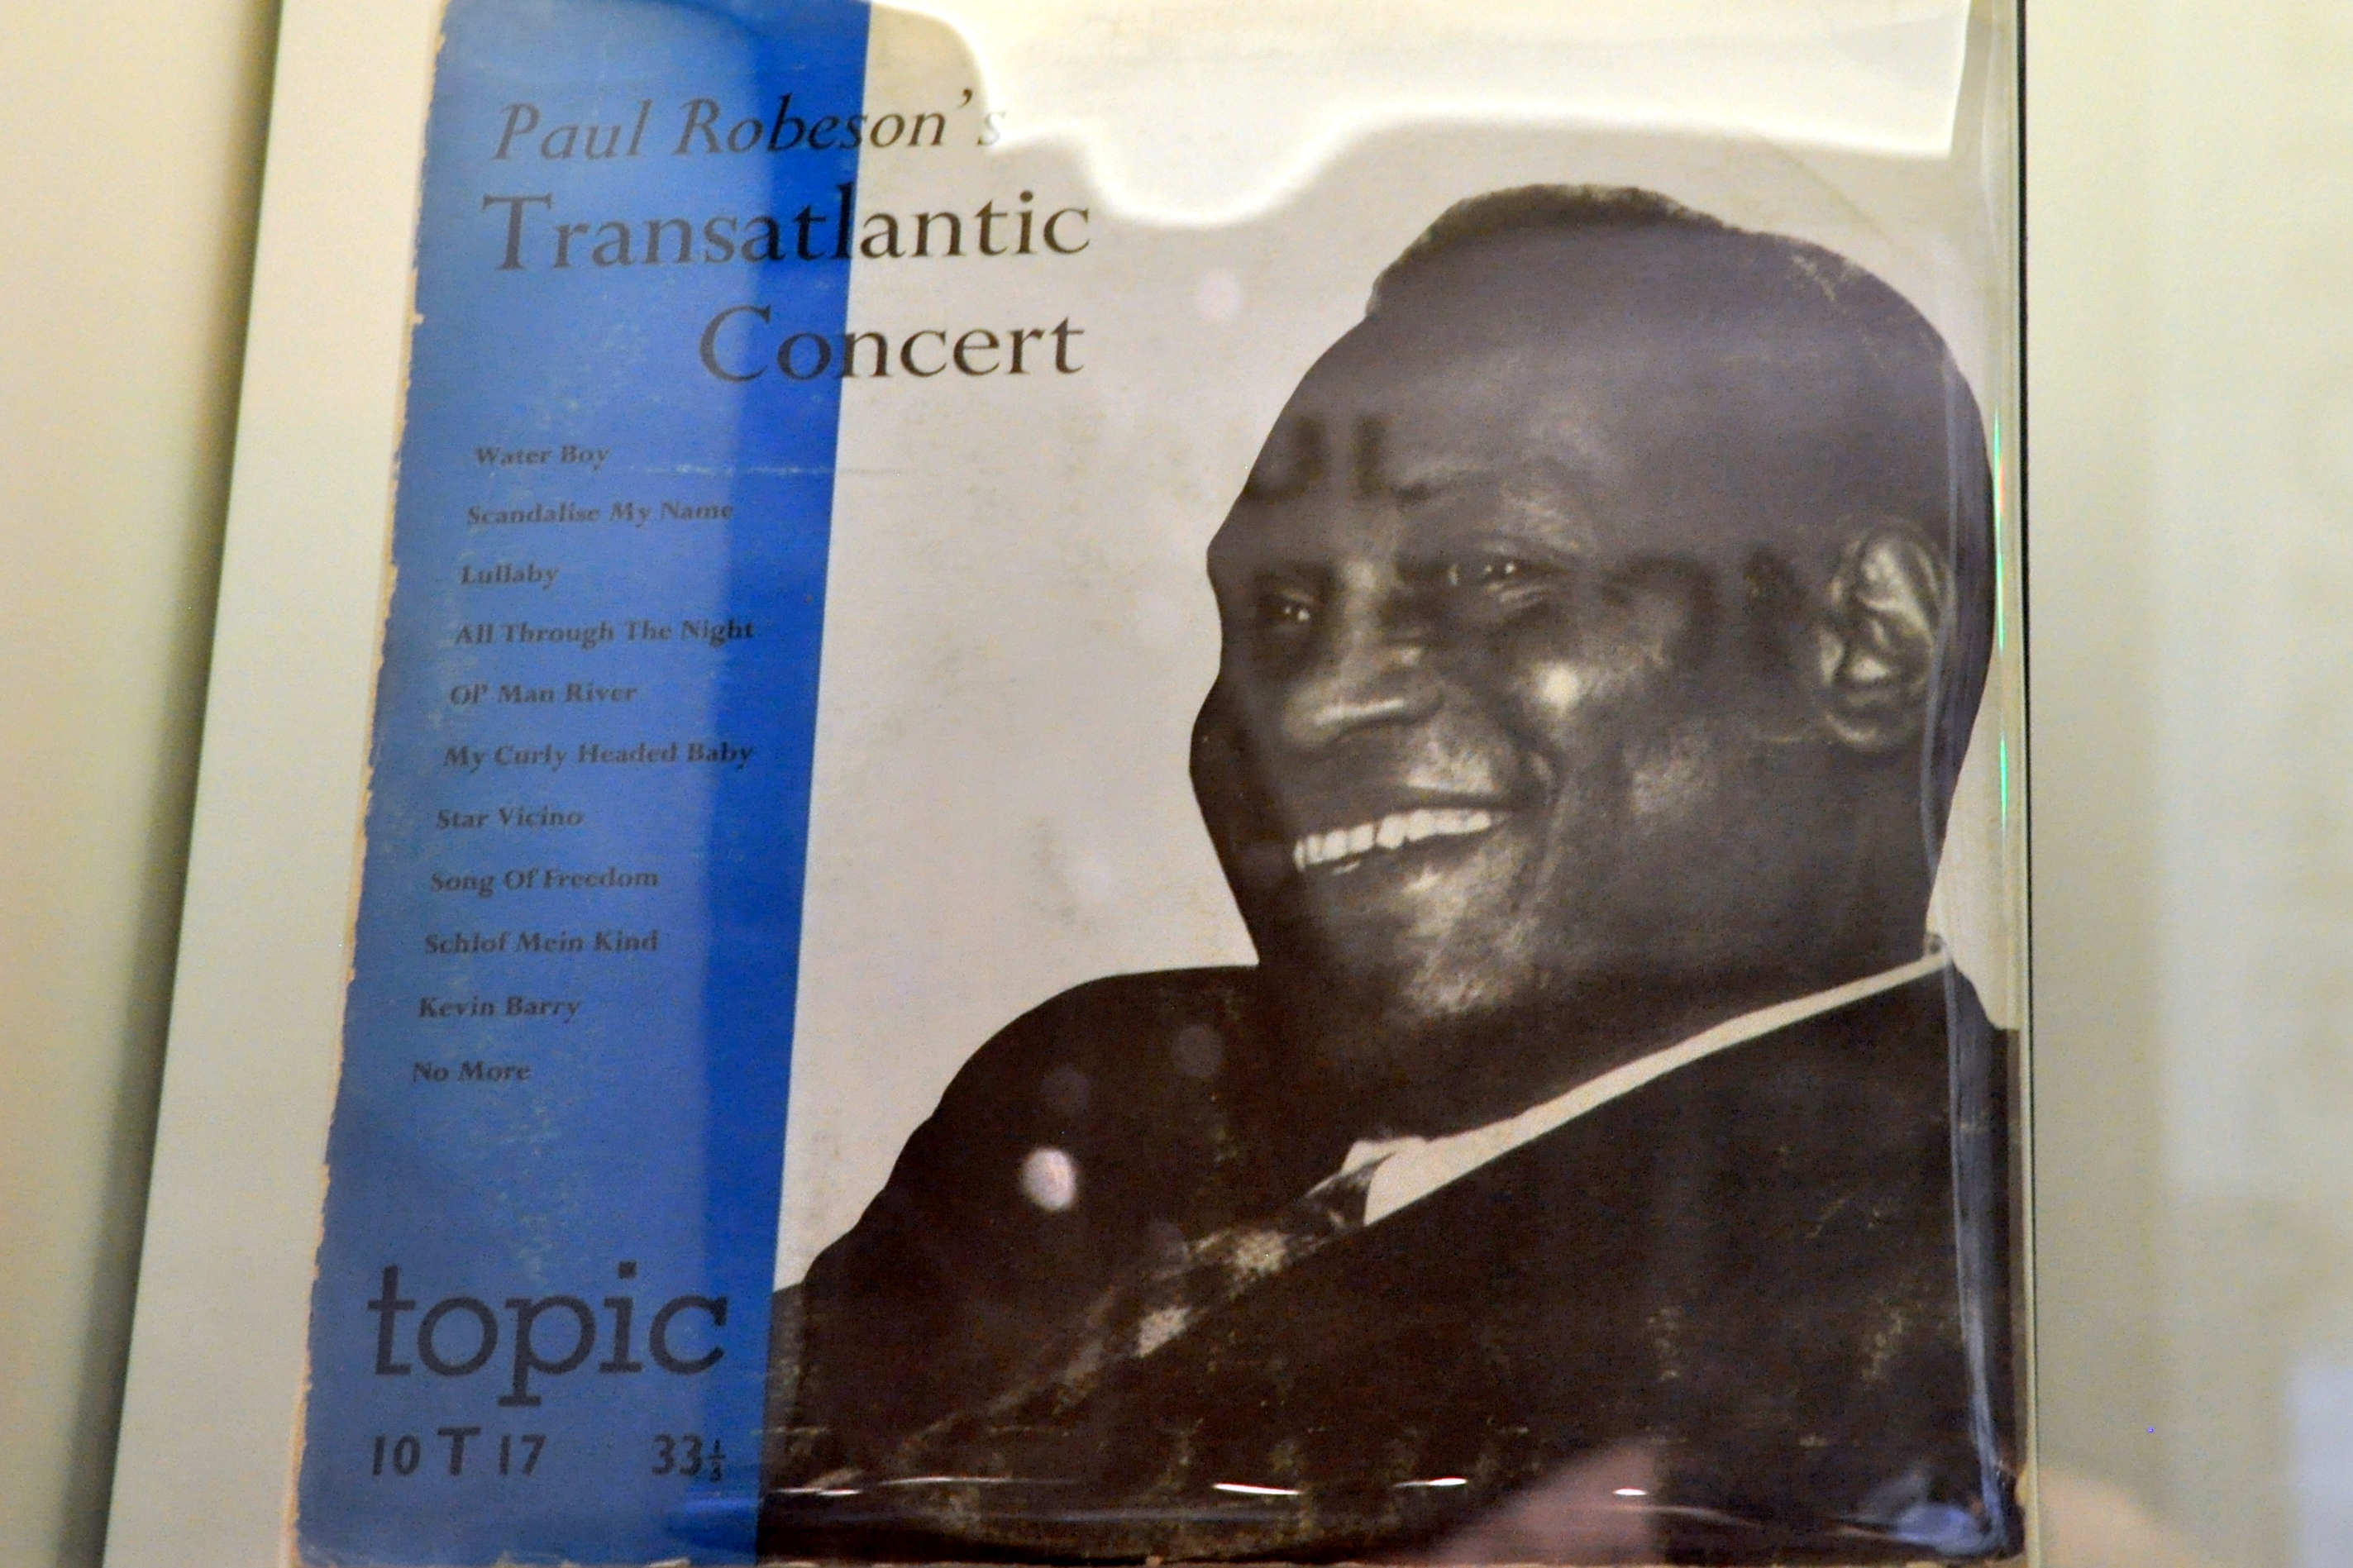 Paul Robeson's
Transatlantic
Concert
Water Boy
Scandalise My Name
Lullaby
All Through The Night
Ol' Man River
My Curly Headed Baby
Star Vicino
Song Of Freedom
Schlof Mein Kind
Kevin Barry
No More
topic
10 T 17 33⅓